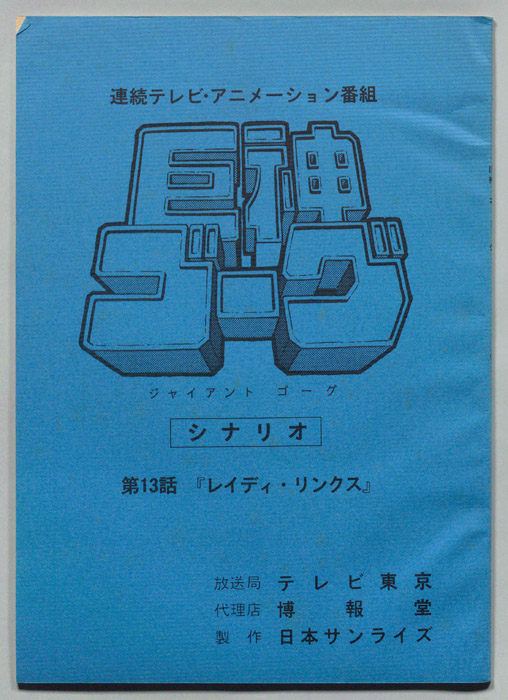 連続テレビ・アニメーション番組
巨神
ゴーグ
ジャイアント ゴーグ
シナリオ
第13話 『レイディ・リンクス』
放送局 テレビ東京
代理店 博報堂
製作 日本サンライズ